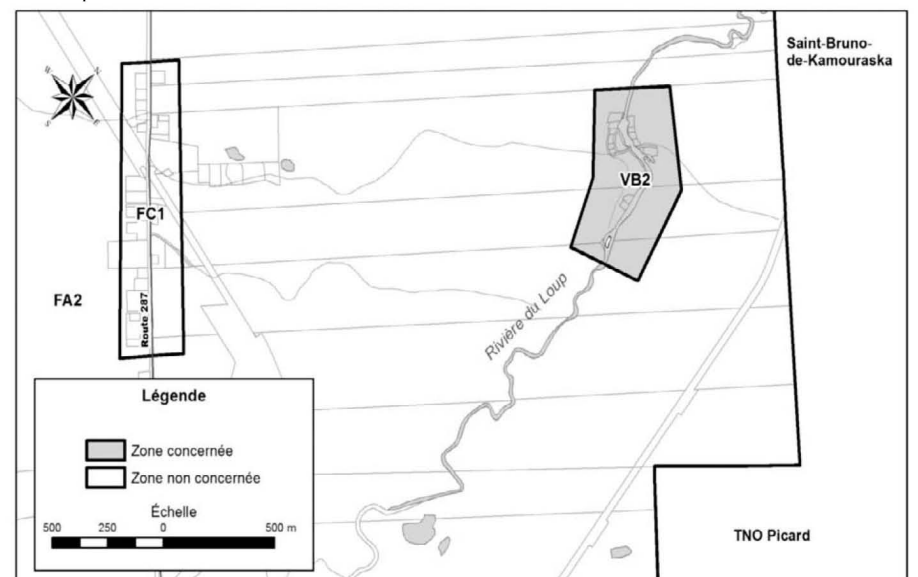 Saint-Bruno-
de-Kamouraska
N
E
S
VB2
FC1
FA2
Route 287
Rivière du Loup
Légende
Zone concernée
Zone non concernée
Échelle
500 250 0 500 m
TNO Picard